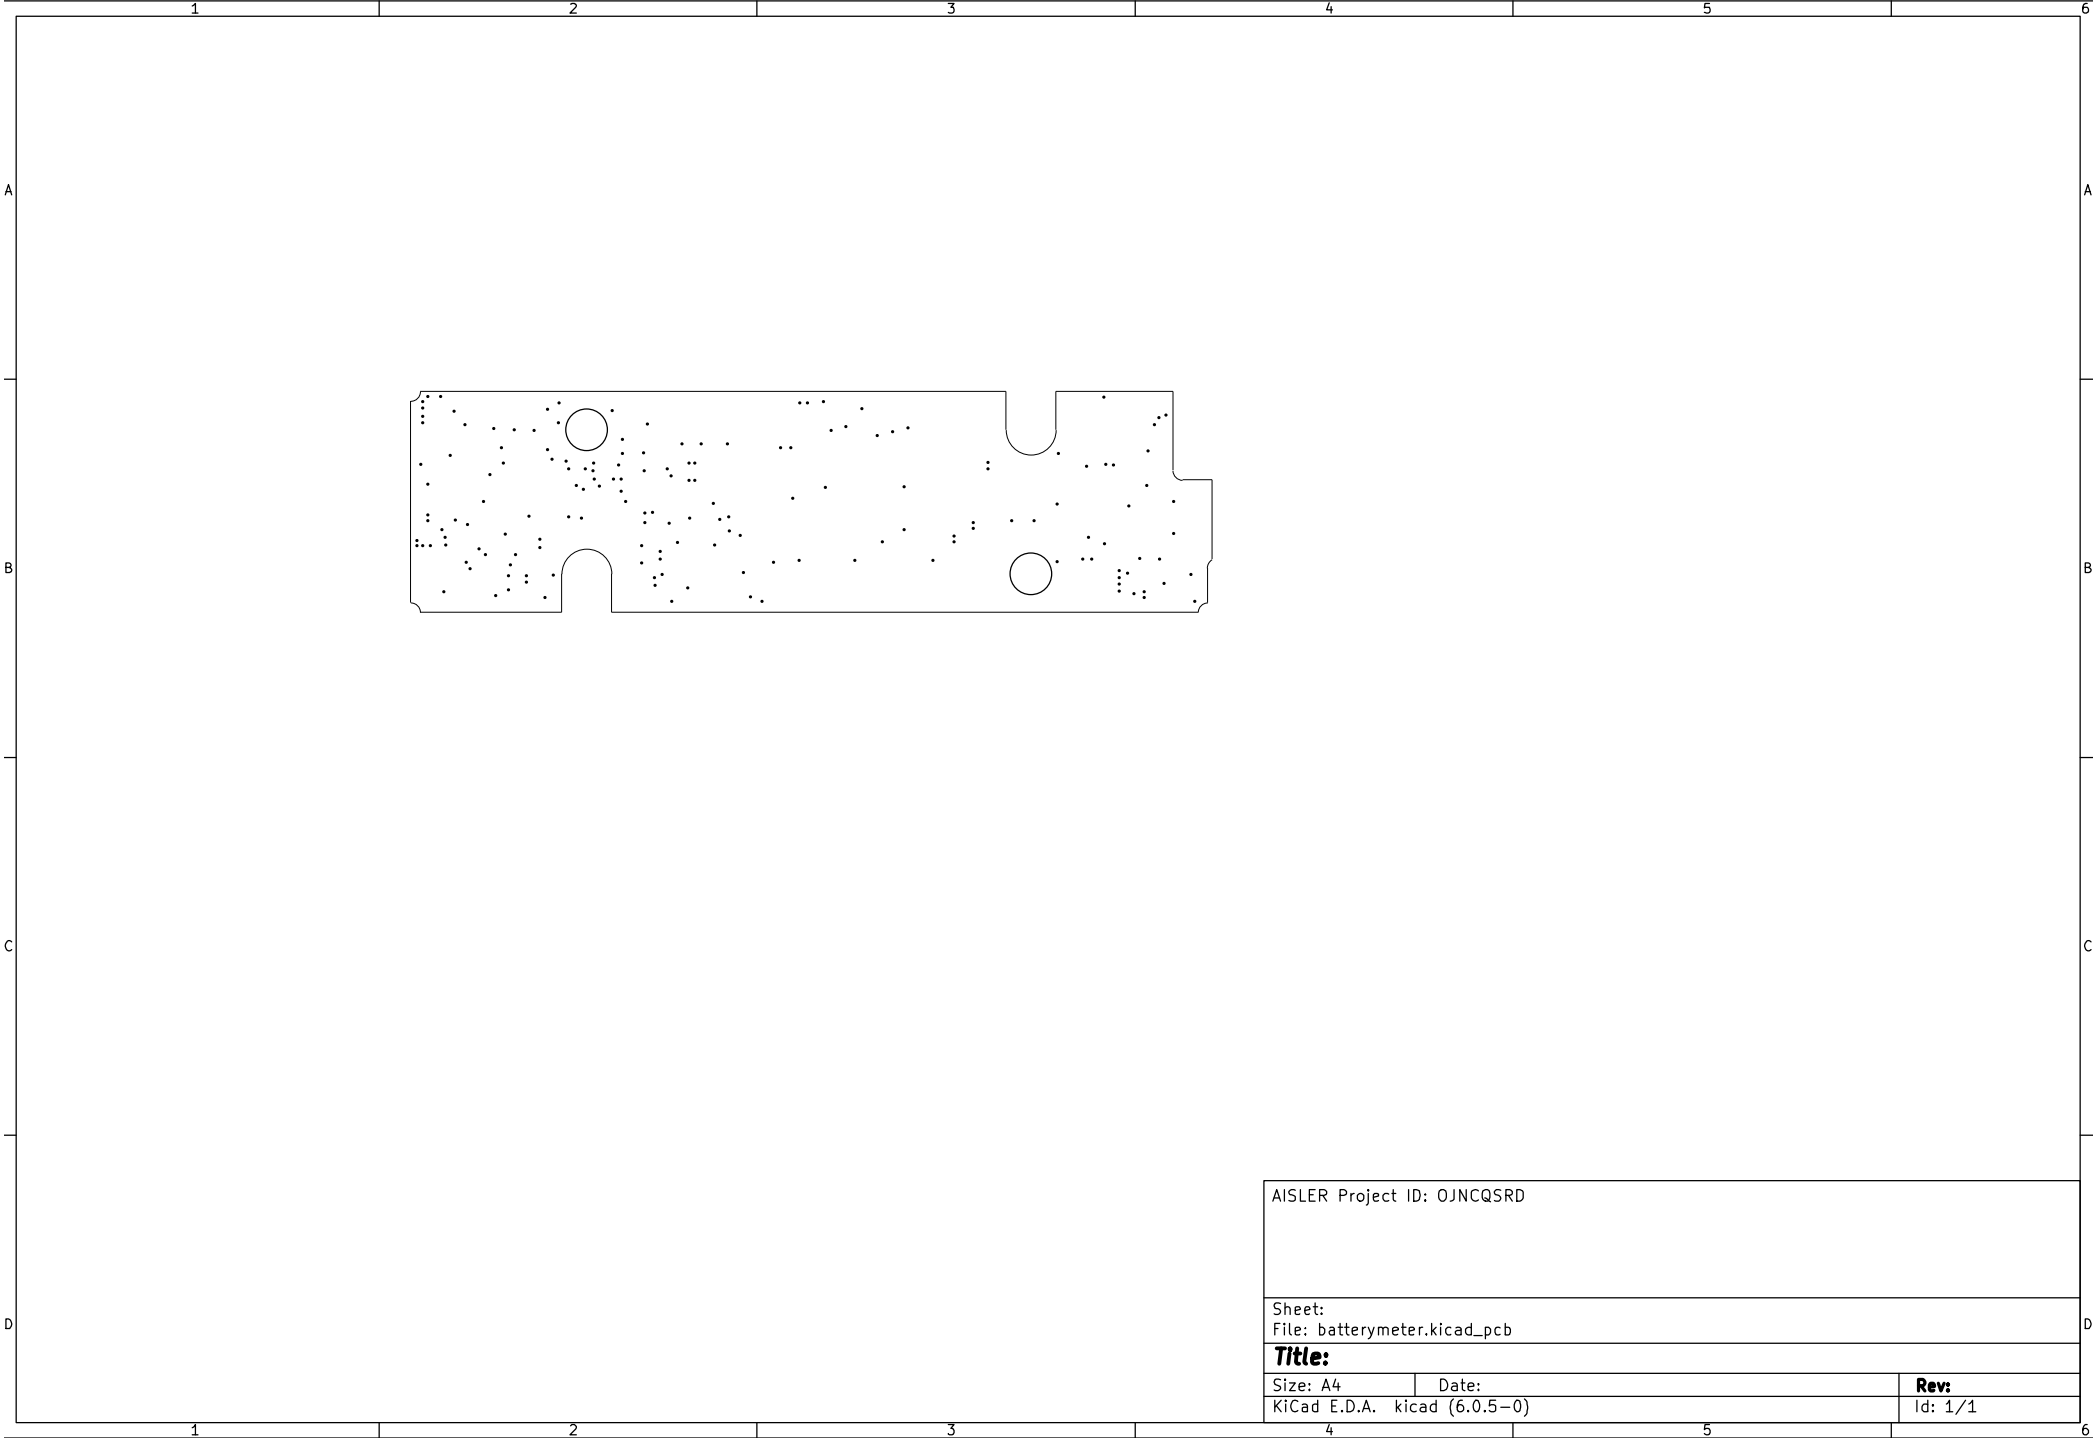 1 2 3 4 5 6
A A
B B
C C
AISLER Project ID: OJNCQSRD
Sheet:
File: batterymeter.kicad_pcb
D D
Title:
Size: A4 Date: Rev:
KiCad E.D.A. kicad (6.0.5-0) Id: 1/1
1 2 3 4 5 6